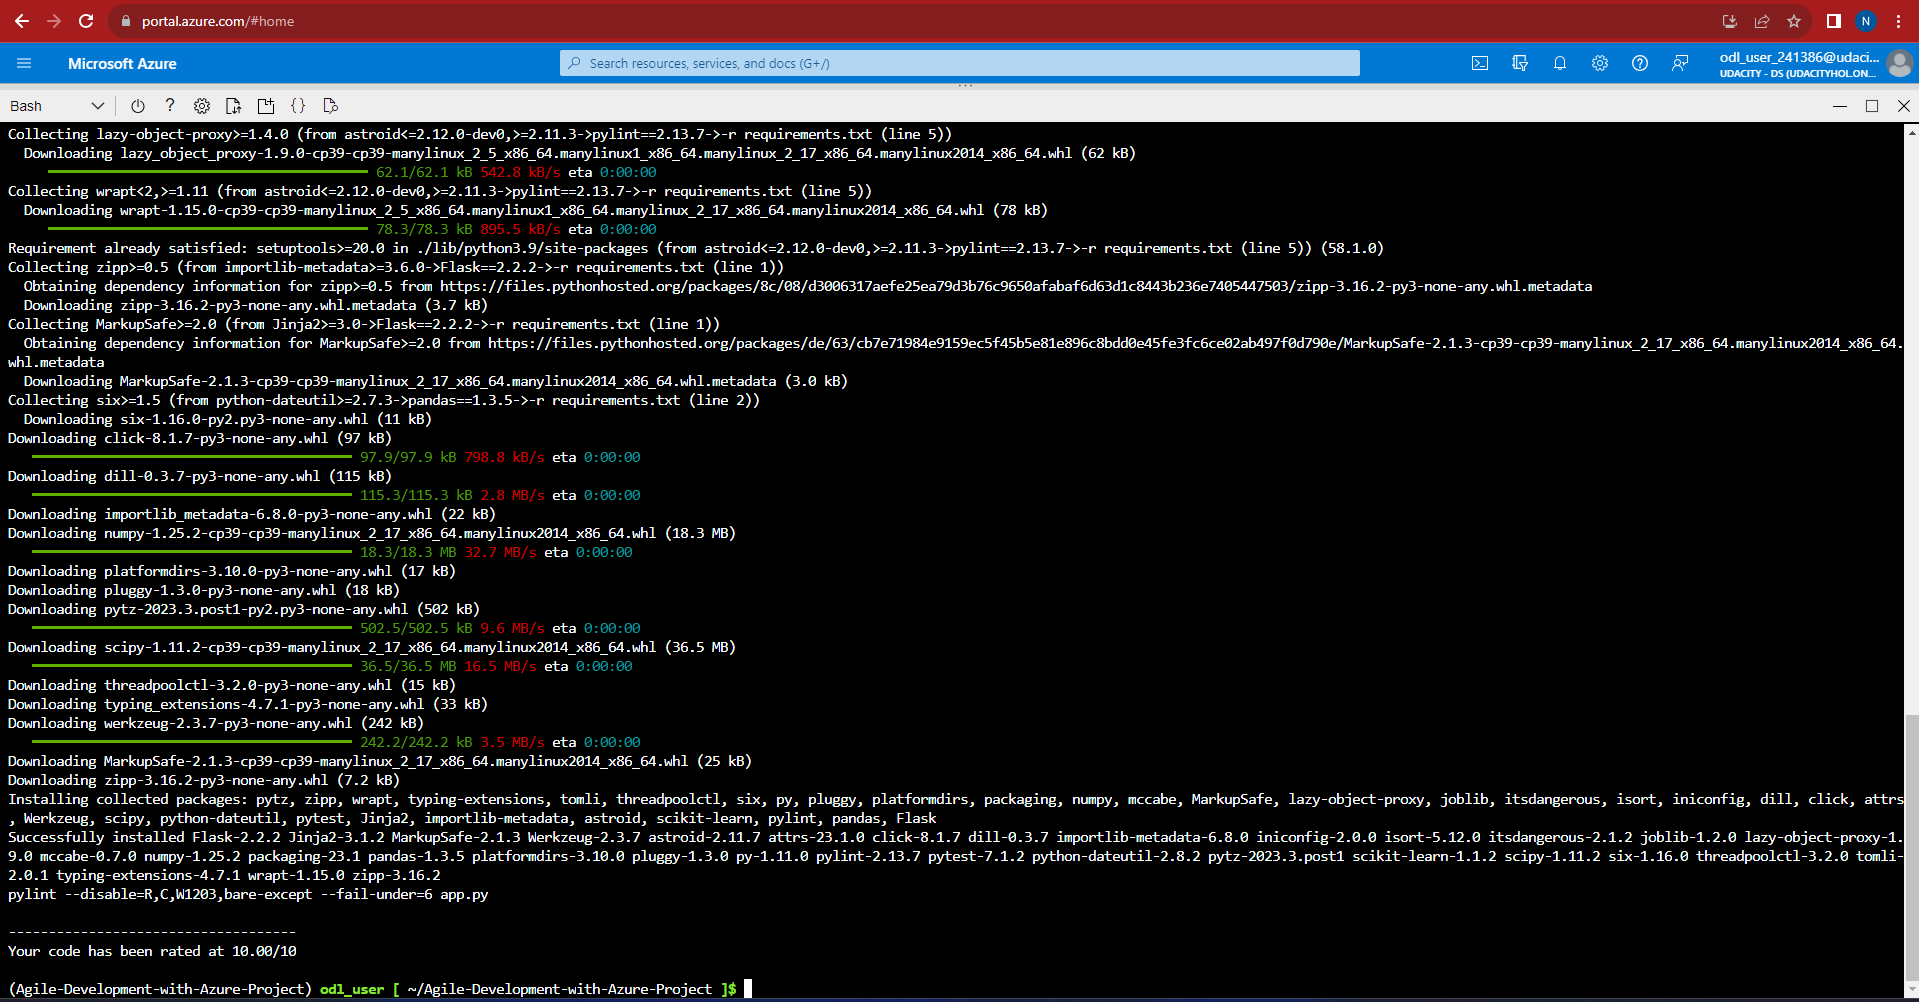 portal.azure.com/#home
N
Microsoft Azure
Search resources, services, and docs (G+/)
odl_user_241386@udaci...
UDACITY - DS (UDACITYHOL.ON...
Bash
Collecting lazy-object-proxy>=1.4.0 (from astroid<=2.12.0-dev0,>=2.11.3->pylint==2.13.7->-r requirements.txt (line 5))
Downloading lazy_object_proxy-1.9.0-cp39-cp39-manylinux_2_5_x86_64.manylinux1_x86_64.manylinux_2_17_x86_64.manylinux2014_x86_64.whl (62 kB)
62.1/62.1 kB 542.8 kB/s eta 0:00:00
Collecting wrapt<2,>=1.11 (from astroid<=2.12.0-dev0,>=2.11.3->pylint==2.13.7->-r requirements.txt (line 5))
Downloading wrapt-1.15.0-cp39-cp39-manylinux_2_5_x86_64.manylinux1_x86_64.manylinux_2_17_x86_64.manylinux2014_x86_64.whl (78 kB)
78.3/78.3 kB 895.5 kB/s eta 0:00:00
Requirement already satisfied: setuptools>=20.0 in ./lib/python3.9/site-packages (from astroid<=2.12.0-dev0,>=2.11.3->pylint==2.13.7->-r requirements.txt (line 5)) (58.1.0)
Collecting zipp>=0.5 (from importlib-metadata>=3.6.0->Flask==2.2.2->-r requirements.txt (line 1))
Obtaining dependency information for zipp>=0.5 from https://files.pythonhosted.org/packages/8c/08/d3006317aefe25ea79d3b76c9650afabaf6d63d1c8443b236e7405447503/zipp-3.16.2-py3-none-any.whl.metadata
Downloading zipp-3.16.2-py3-none-any.whl.metadata (3.7 kB)
Collecting MarkupSafe>=2.0 (from Jinja2>=3.0->Flask==2.2.2->-r requirements.txt (line 1))
Obtaining dependency information for MarkupSafe>=2.0 from https://files.pythonhosted.org/packages/de/63/cb7e71984e9159ec5f45b5e81e896c8bdd0e45fe3fc6ce02ab497f0d790e/MarkupSafe-2.1.3-cp39-cp39-manylinux_2_17_x86_64.manylinux2014_x86_64.
whl.metadata
Downloading MarkupSafe-2.1.3-cp39-cp39-manylinux_2_17_x86_64.manylinux2014_x86_64.whl.metadata (3.0 kB)
Collecting six>=1.5 (from python-dateutil>=2.7.3->pandas==1.3.5->-r requirements.txt (line 2))
Downloading six-1.16.0-py2.py3-none-any.whl (11 kB)
Downloading click-8.1.7-py3-none-any.whl (97 kB)
97.9/97.9 kB 798.8 kB/s eta 0:00:00
Downloading dill-0.3.7-py3-none-any.whl (115 kB)
115.3/115.3 kB 2.8 MB/s eta 0:00:00
Downloading importlib_metadata-6.8.0-py3-none-any.whl (22 kB)
Downloading numpy-1.25.2-cp39-cp39-manylinux_2_17_x86_64.manylinux2014_x86_64.whl (18.3 MB)
18.3/18.3 MB 32.7 MB/s eta 0:00:00
Downloading platformdirs-3.10.0-py3-none-any.whl (17 kB)
Downloading pluggy-1.3.0-py3-none-any.whl (18 kB)
Downloading pytz-2023.3.post1-py2.py3-none-any.whl (502 kB)
502.5/502.5 kB 9.6 MB/s eta 0:00:00
Downloading scipy-1.11.2-cp39-cp39-manylinux_2_17_x86_64.manylinux2014_x86_64.whl (36.5 MB)
36.5/36.5 MB 16.5 MB/s eta 0:00:00
Downloading threadpoolctl-3.2.0-py3-none-any.whl (15 kB)
Downloading typing_extensions-4.7.1-py3-none-any.whl (33 kB)
Downloading werkzeug-2.3.7-py3-none-any.whl (242 kB)
242.2/242.2 kB 3.5 MB/s eta 0:00:00
Downloading MarkupSafe-2.1.3-cp39-cp39-manylinux_2_17_x86_64.manylinux2014_x86_64.whl (25 kB)
Downloading zipp-3.16.2-py3-none-any.whl (7.2 kB)
Installing collected packages: pytz, zipp, wrapt, typing-extensions, tomli, threadpoolctl, six, py, pluggy, platformdirs, packaging, numpy, mccabe, MarkupSafe, lazy-object-proxy, joblib, itsdangerous, isort, iniconfig, dill, click, attrs
, Werkzeug, scipy, python-dateutil, pytest, Jinja2, importlib-metadata, astroid, scikit-learn, pylint, pandas, Flask
Successfully installed Flask-2.2.2 Jinja2-3.1.2 MarkupSafe-2.1.3 Werkzeug-2.3.7 astroid-2.11.7 attrs-23.1.0 click-8.1.7 dill-0.3.7 importlib-metadata-6.8.0 iniconfig-2.0.0 isort-5.12.0 itsdangerous-2.1.2 joblib-1.2.0 lazy-object-proxy-1.
9.0 mccabe-0.7.0 numpy-1.25.2 packaging-23.1 pandas-1.3.5 platformdirs-3.10.0 pluggy-1.3.0 py-1.11.0 pylint-2.13.7 pytest-7.1.2 python-dateutil-2.8.2 pytz-2023.3.post1 scikit-learn-1.1.2 scipy-1.11.2 six-1.16.0 threadpoolctl-3.2.0 tomli-
2.0.1 typing-extensions-4.7.1 wrapt-1.15.0 zipp-3.16.2
pylint --disable=R,C,W1203,bare-except --fail-under=6 app.py
------------------------------------
Your code has been rated at 10.00/10
(Agile-Development-with-Azure-Project) odl_user [ ~/Agile-Development-with-Azure-Project ]$